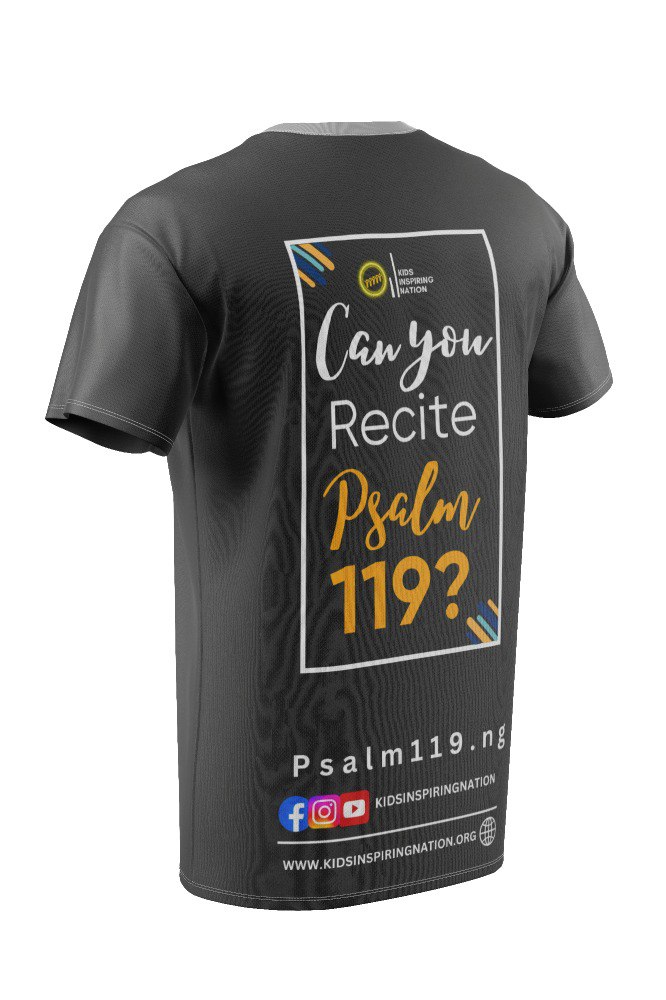 KIDS
INSPIRING
NATION
Can you
Recite
Psalm
119?
Psalm119.ng
KIDSINSPIRINGNATION
WWW.KIDSINSPIRINGNATION.ORG